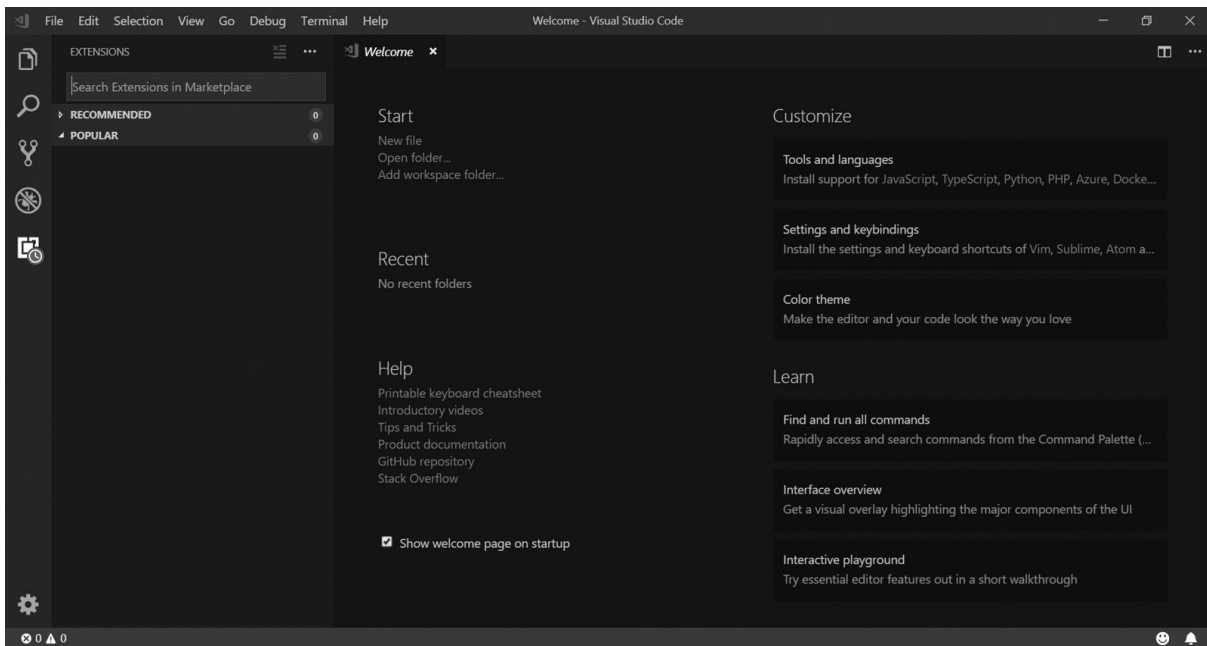 File Edit Selection View Go Debug Terminal Help
Welcome - Visual Studio Code
EXTENSIONS
Search Extensions in Marketplace
RECOMMENDED 0
POPULAR 0
Welcome
Start
New file
Open folder...
Add workspace folder...
Recent
No recent folders
Help
Printable keyboard cheatsheet
Introductory videos
Tips and Tricks
Product documentation
GitHub repository
Stack Overflow
Show welcome page on startup
Customize
Tools and languages
Install support for JavaScript, TypeScript, Python, PHP, Azure, Docke...
Settings and keybindings
Install the settings and keyboard shortcuts of Vim, Sublime, Atom a...
Color theme
Make the editor and your code look the way you love
Learn
Find and run all commands
Rapidly access and search commands from the Command Palette (...
Interface overview
Get a visual overlay highlighting the major components of the UI
Interactive playground
Try essential editor features out in a short walkthrough
0 0